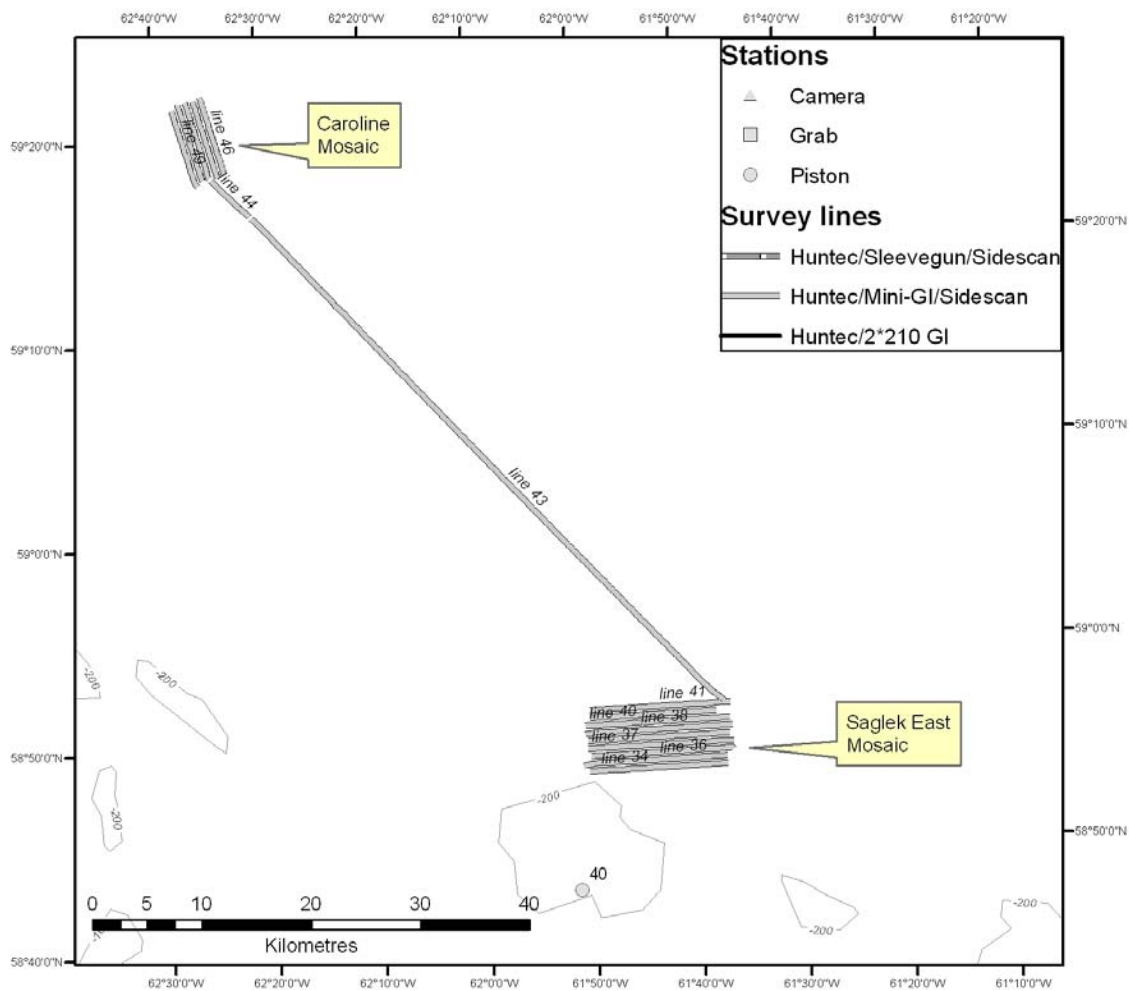 62°40'0"W 62°30'0"W 62°20'0"W 62°10'0"W 62°0'0"W 61°50'0"W 61°40'0"W 61°30'0"W 61°20'0"W
Stations
Camera
Grab
Piston
Survey lines
Huntec/Sleevegun/Sidescan
Huntec/Mini-GI/Sidescan
Huntec/2*210 GI
Caroline
Mosaic
line 46
line 49
line 44
59°20'0"N
59°20'0"N
59°10'0"N
59°10'0"N
line 43
59°0'0"N
59°0'0"N
-200
-200
line 41
line 40
line 38
line 37
line 36
line 34
Saglek East
Mosaic
58°50'0"N
58°50'0"N
-200
-200
40
-200
-200
0 5 10 20 30 40
Kilometres
58°40'0"N
62°30'0"W 62°20'0"W 62°10'0"W 62°0'0"W 61°50'0"W 61°40'0"W 61°30'0"W 61°20'0"W 61°10'0"W